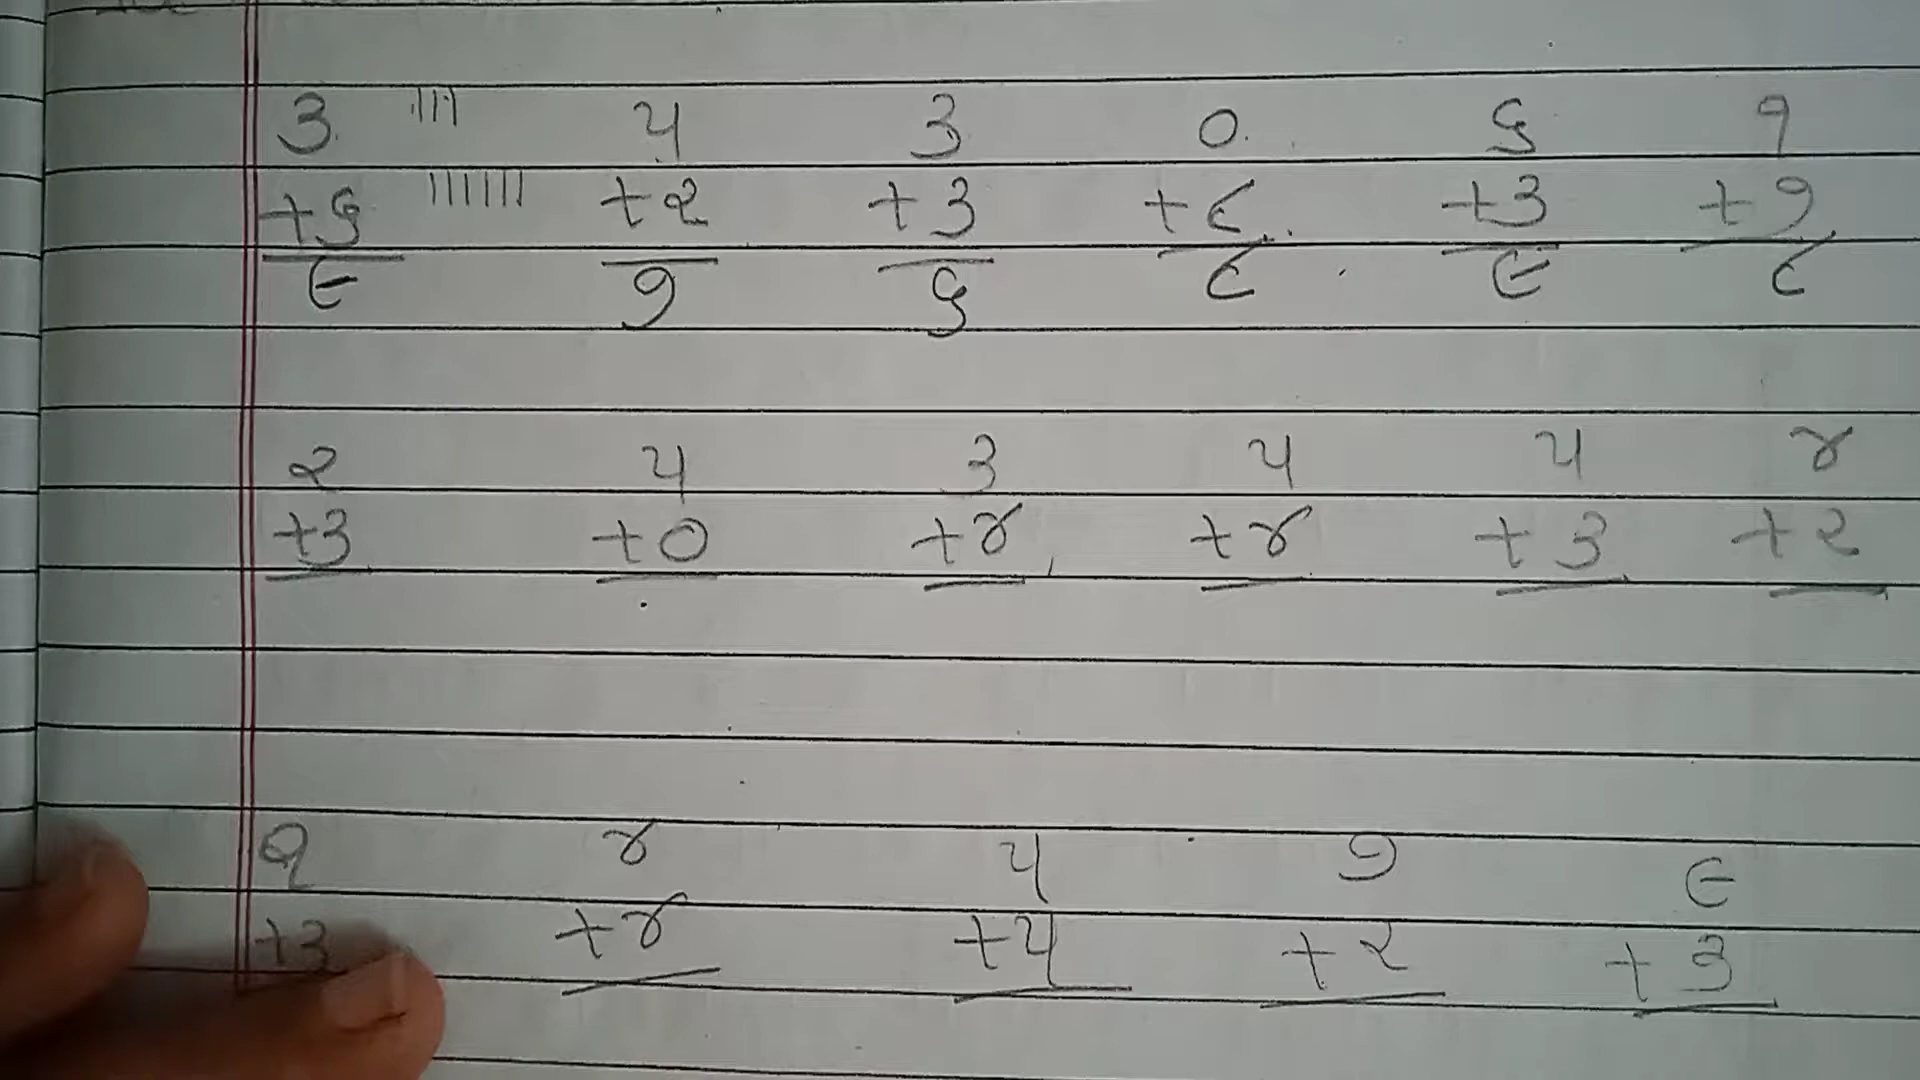 ૩ ||| ૫ ૩ ૦ ૬ ૧
+૬ |||||| +૨ +૩ +૮ +૩ +૭
૯ ૭ ૬ ૮ ૯ ૮
૨ ૫ ૩ ૫ ૫ ૪
+૩ +૦ +૪ +૪ +૩ +૨
૧ ૪ ૫ ૭ ૯
+૩ +૪ +૫ +૨ +૩